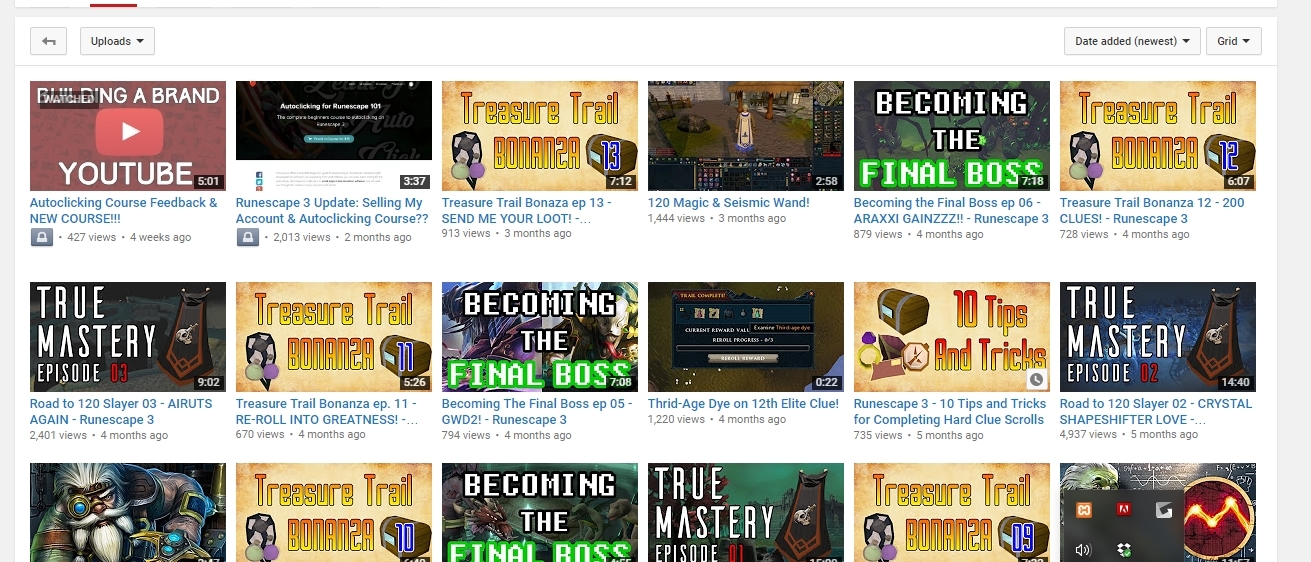 Uploads
Date added (newest)
Grid
BUILDING A BRAND
WATCHED
YOUTUBE
5:01
Autoclicking Course Feedback &
NEW COURSE!!!
• 427 views • 4 weeks ago
Autoclicking for Runescape 101
The complete beginners course to autoclicking on
Runescape 3
3:37
Runescape 3 Update: Selling My
Account & Autoclicking Course??
• 2,013 views • 2 months ago
Treasure Trail
BONANZA 13
7:12
Treasure Trail Bonaza ep 13 -
SEND ME YOUR LOOT! -…
913 views • 3 months ago
2:58
120 Magic & Seismic Wand!
1,444 views • 3 months ago
BECOMING
THE
FINAL BOSS
7:18
Becoming the Final Boss ep 06 -
ARAXXI GAINZZZ!! - Runescape 3
879 views • 4 months ago
Treasure Trail
BONANZA 12
6:07
Treasure Trail Bonanza 12 - 200
CLUES! - Runescape 3
728 views • 4 months ago
TRUE
MASTERY
EPISODE 03
9:02
Road to 120 Slayer 03 - AIRUTS
AGAIN - Runescape 3
2,401 views • 4 months ago
Treasure Trail
BONANZA 11
5:26
Treasure Trail Bonanza ep. 11 -
RE-ROLL INTO GREATNESS! -…
670 views • 4 months ago
BECOMING
THE
FINAL BOSS
7:08
Becoming The Final Boss ep 05 -
GWD2! - Runescape 3
794 views • 4 months ago
TRAIL COMPLETE!
CURRENT REWARD VALU
Examine Third-age dye
REROLL PROGRESS - 0/3
REROLL REWARD
0:22
Thrid-Age Dye on 12th Elite Clue!
1,220 views • 4 months ago
10 Tips
And Tricks
Runescape 3 - 10 Tips and Tricks
for Completing Hard Clue Scrolls
735 views • 5 months ago
TRUE
MASTERY
EPISODE 02
14:40
Road to 120 Slayer 02 - CRYSTAL
SHAPESHIFTER LOVE -…
4,937 views • 5 months ago
Treasure Trail
BONANZA 10
BECOMING
THE
FINAL BOSS
TRUE
MASTERY
EPISODE 01
Treasure Trail
BONANZA 09